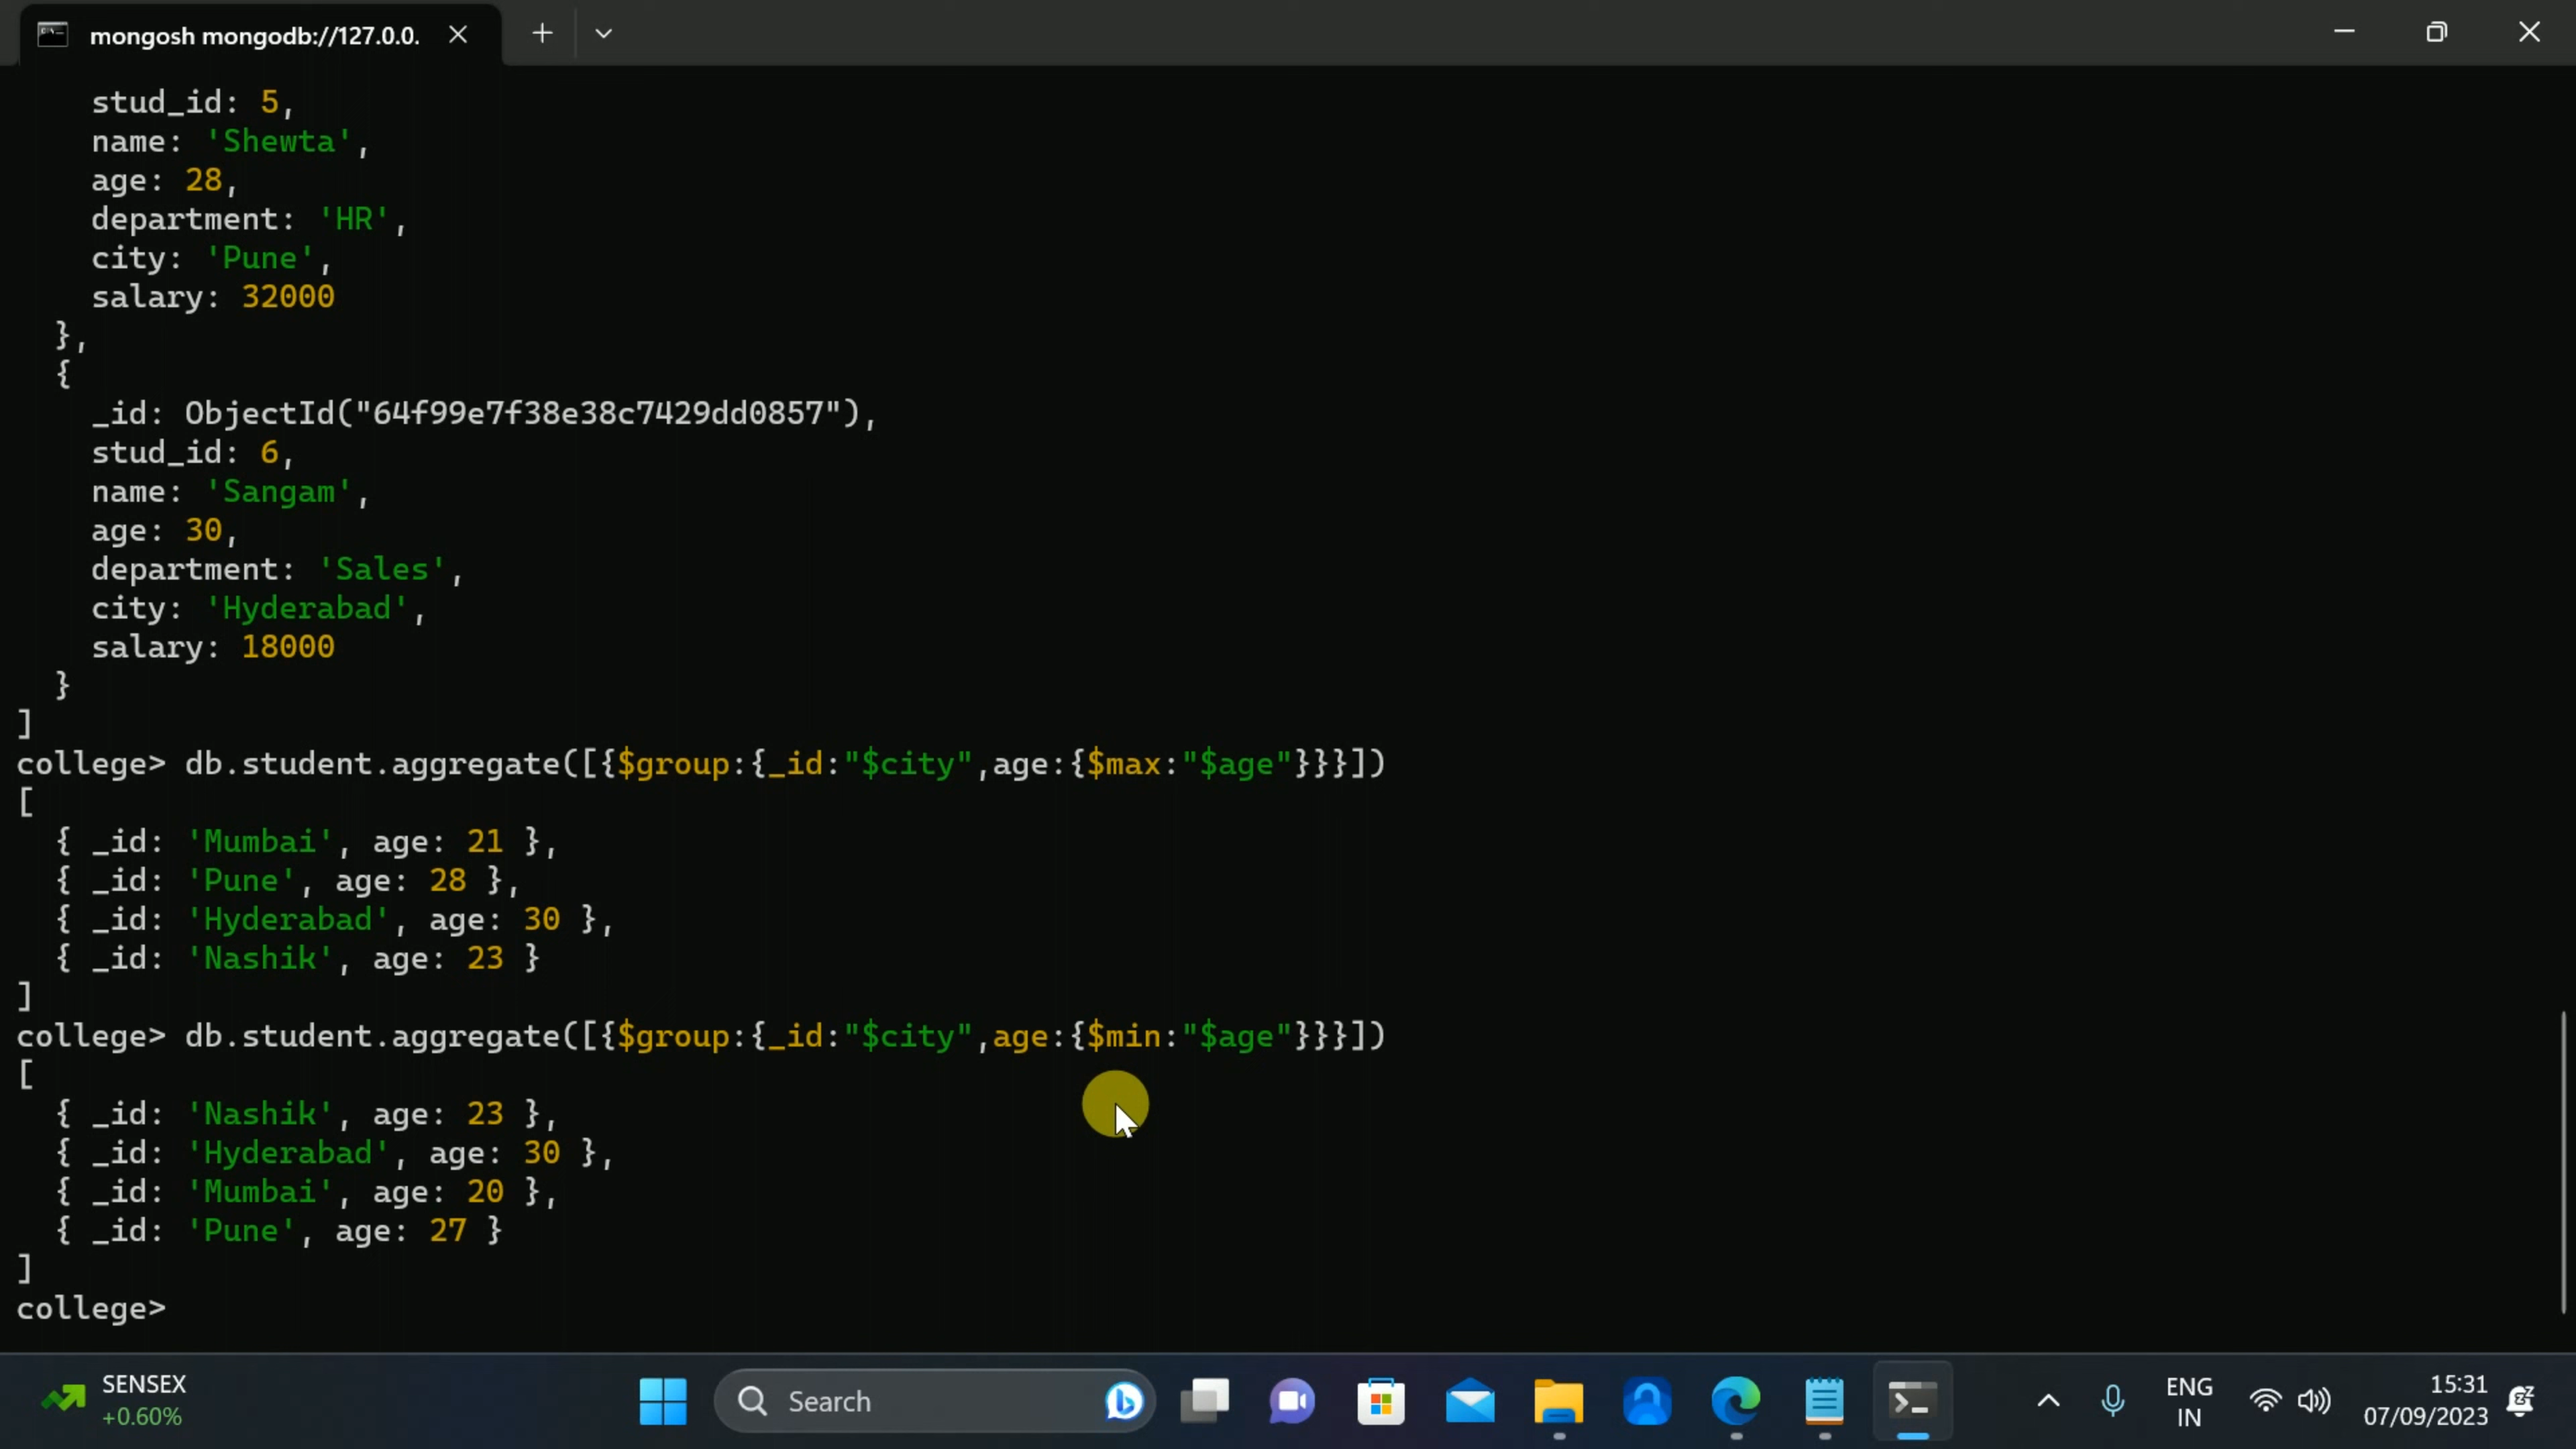 mongosh mongodb://127.0.0.
stud_id: 5,
name: 'Shewta',
age: 28,
department: 'HR',
city: 'Pune',
salary: 32000
},
{
_id: ObjectId("64f99e7f38e38c7429dd0857"),
stud_id: 6,
name: 'Sangam',
age: 30,
department: 'Sales',
city: 'Hyderabad',
salary: 18000
}
]
college> db.student.aggregate([{$group:{_id:"$city",age:{$max:"$age"}}}])
[
{ _id: 'Mumbai', age: 21 },
{ _id: 'Pune', age: 28 },
{ _id: 'Hyderabad', age: 30 },
{ _id: 'Nashik', age: 23 }
]
college> db.student.aggregate([{$group:{_id:"$city",age:{$min:"$age"}}}])
[
{ _id: 'Nashik', age: 23 },
{ _id: 'Hyderabad', age: 30 },
{ _id: 'Mumbai', age: 20 },
{ _id: 'Pune', age: 27 }
]
college>
SENSEX
+0.60%
Search
ENG
IN
15:31
07/09/2023